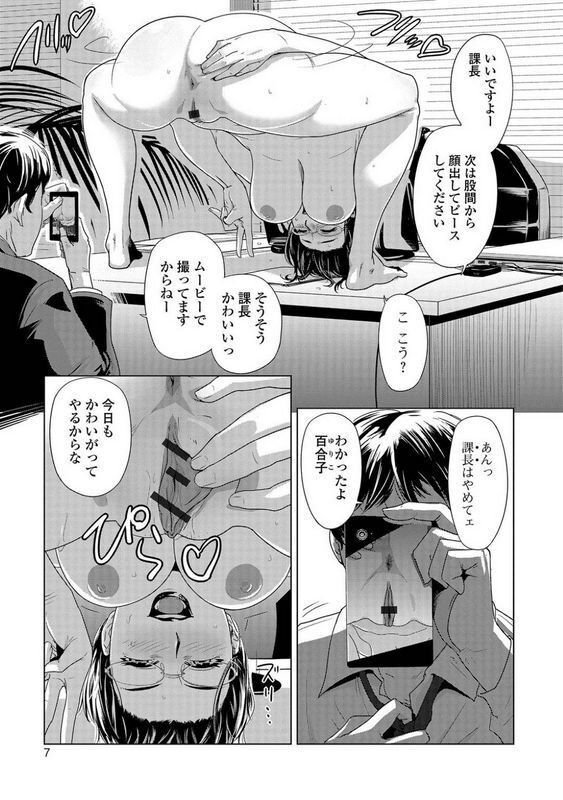 フリッ♡
フリッ♡
いいですよー
課長
次は股間から
顔出してピース
してください
こ こう？
そうそう
課長
かわいいっ
ムービーで
撮ってます
からねー
あんっ
課長はやめてェ
わかったよ
百合子
ゆりこ
今日も
かわいがって
やるからな
ぴら♡
ズリ…
7